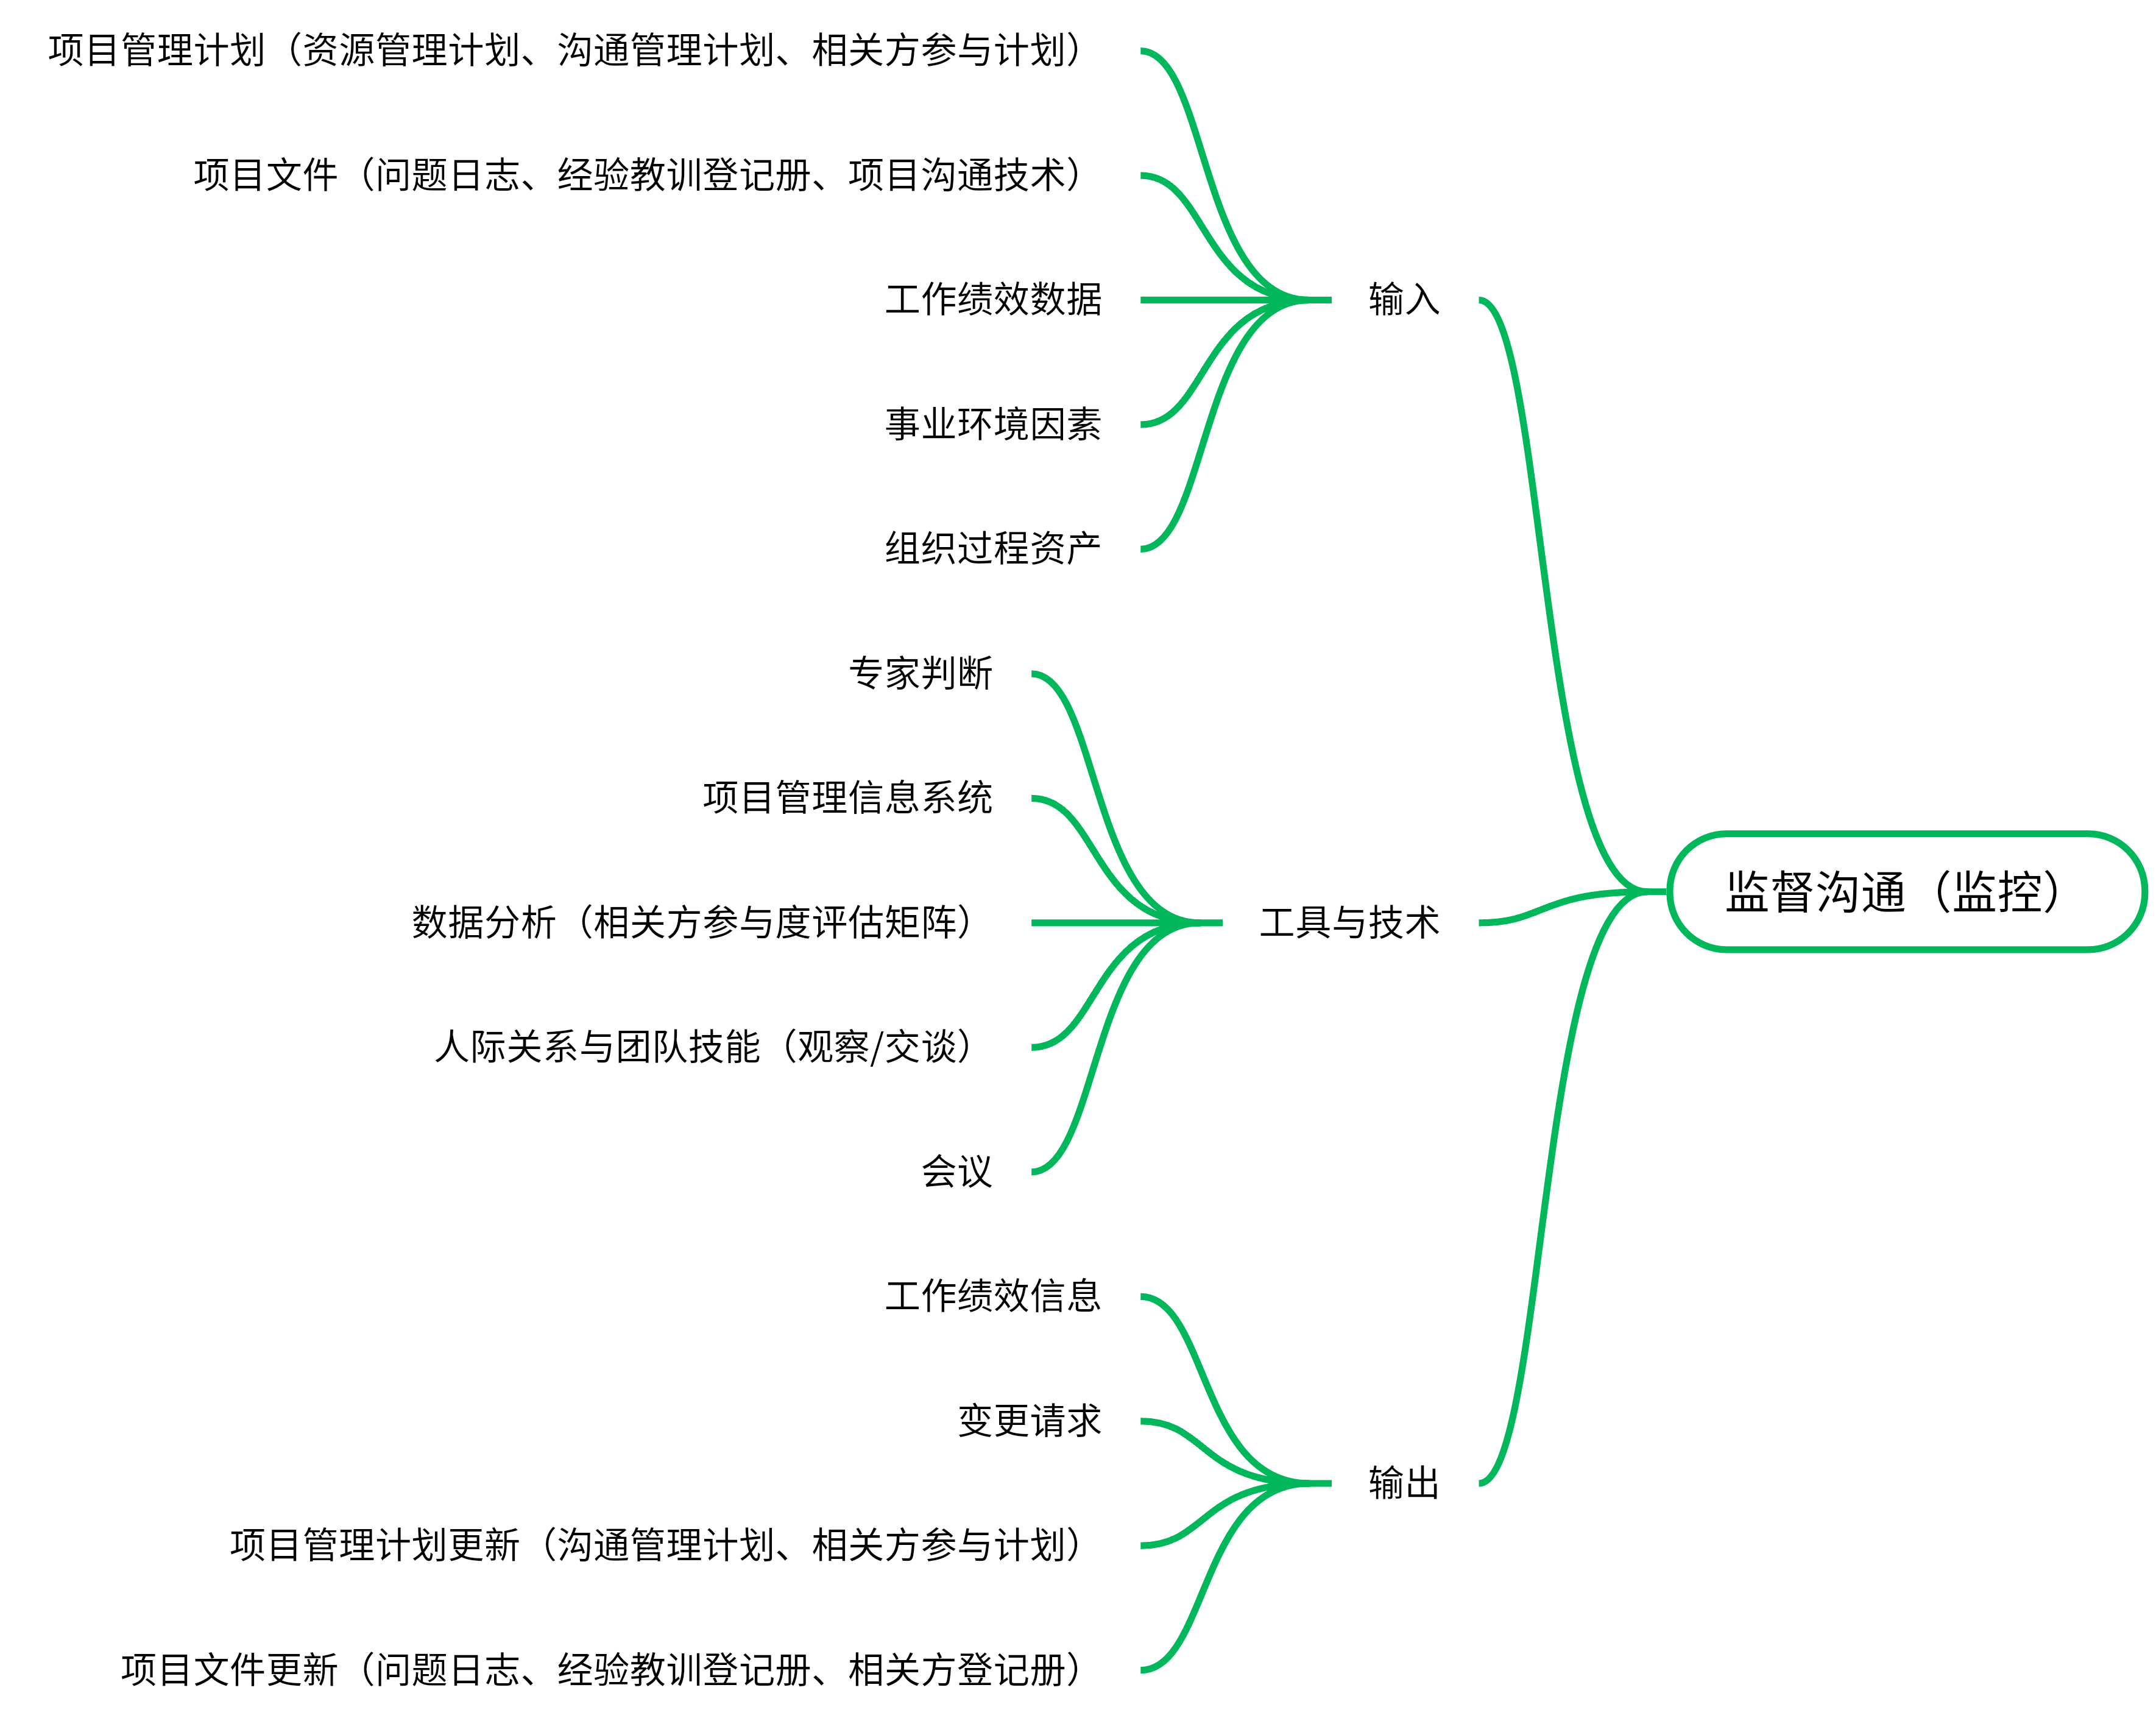 项目管理计划（资源管理计划、沟通管理计划、相关方参与计划）
项目文件（问题日志、经验教训登记册、项目沟通技术）
工作绩效数据
事业环境因素
组织过程资产
输入
专家判断
项目管理信息系统
数据分析（相关方参与度评估矩阵）
人际关系与团队技能（观察/交谈）
会议
工具与技术
工作绩效信息
变更请求
项目管理计划更新（沟通管理计划、相关方参与计划）
项目文件更新（问题日志、经验教训登记册、相关方登记册）
输出
监督沟通（监控）